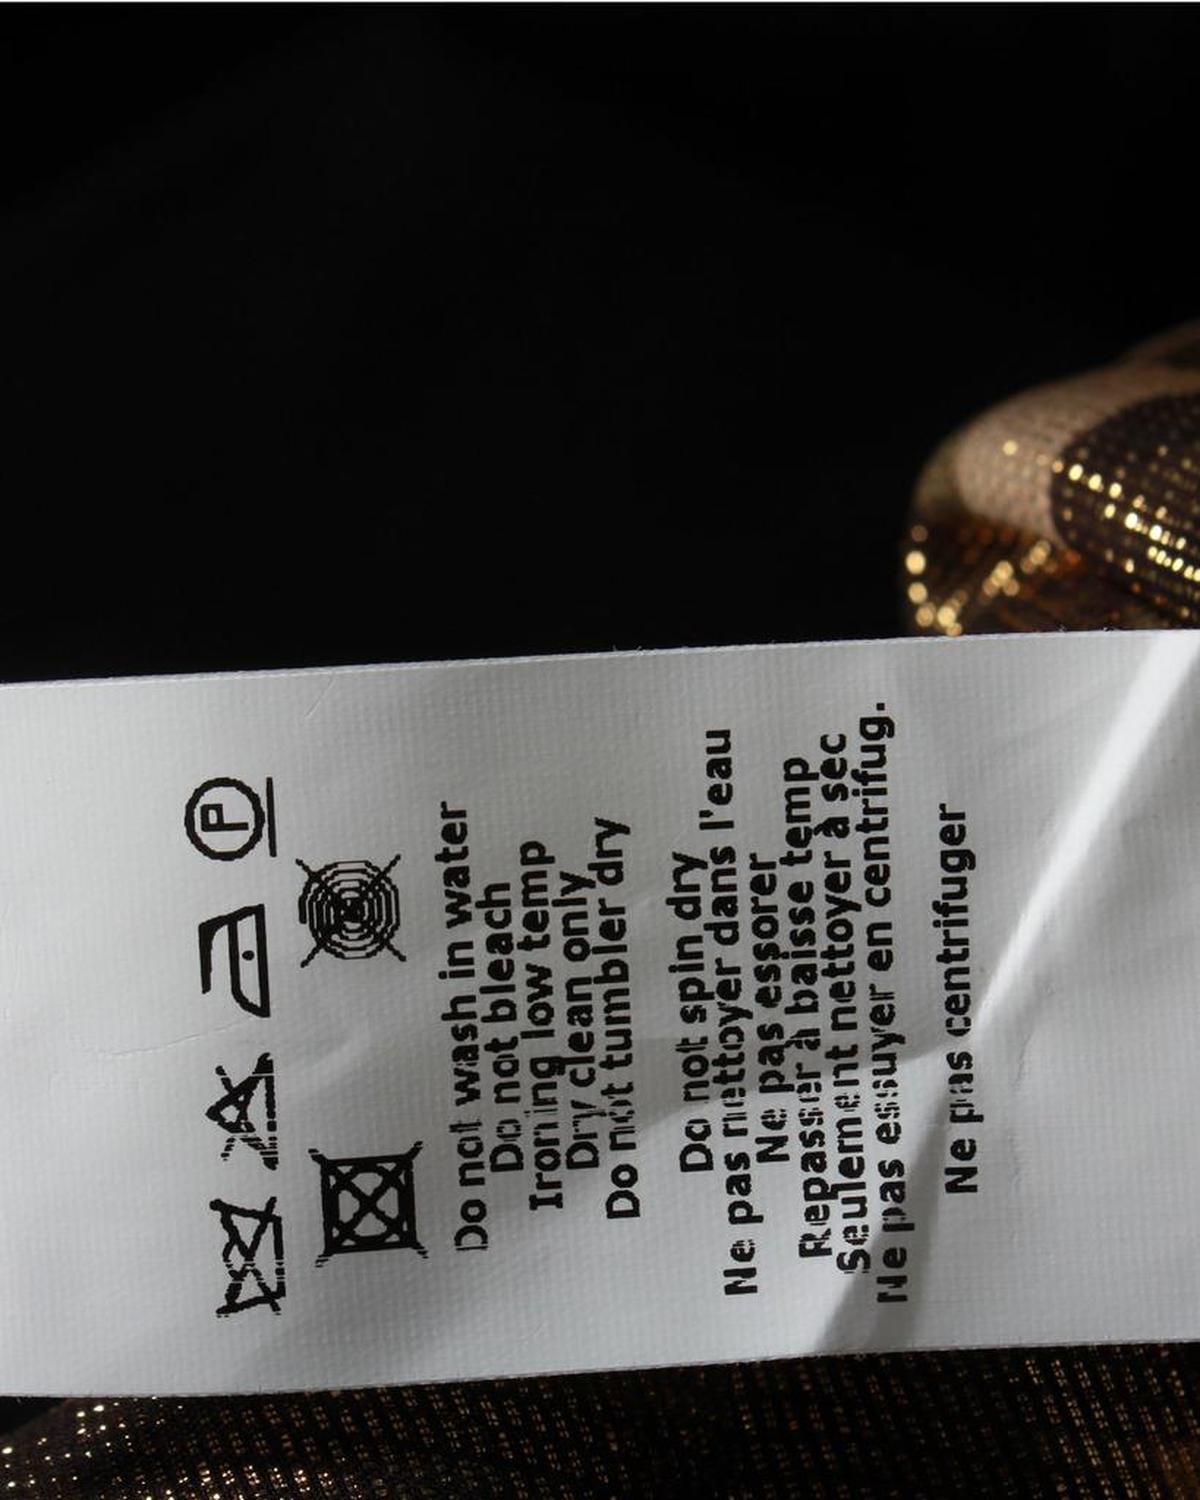 P
Do not wash in water
Do not bleach
Ironing low temp
Dry clean only
Do not tumbler dry
Do not spin dry
Ne pas nettoyer dans l'eau
Ne pas essorer
Repasser à baisse temp
Seulement nettoyer à sec
Ne pas essuyer en centrifug.
Ne pas centrifuger